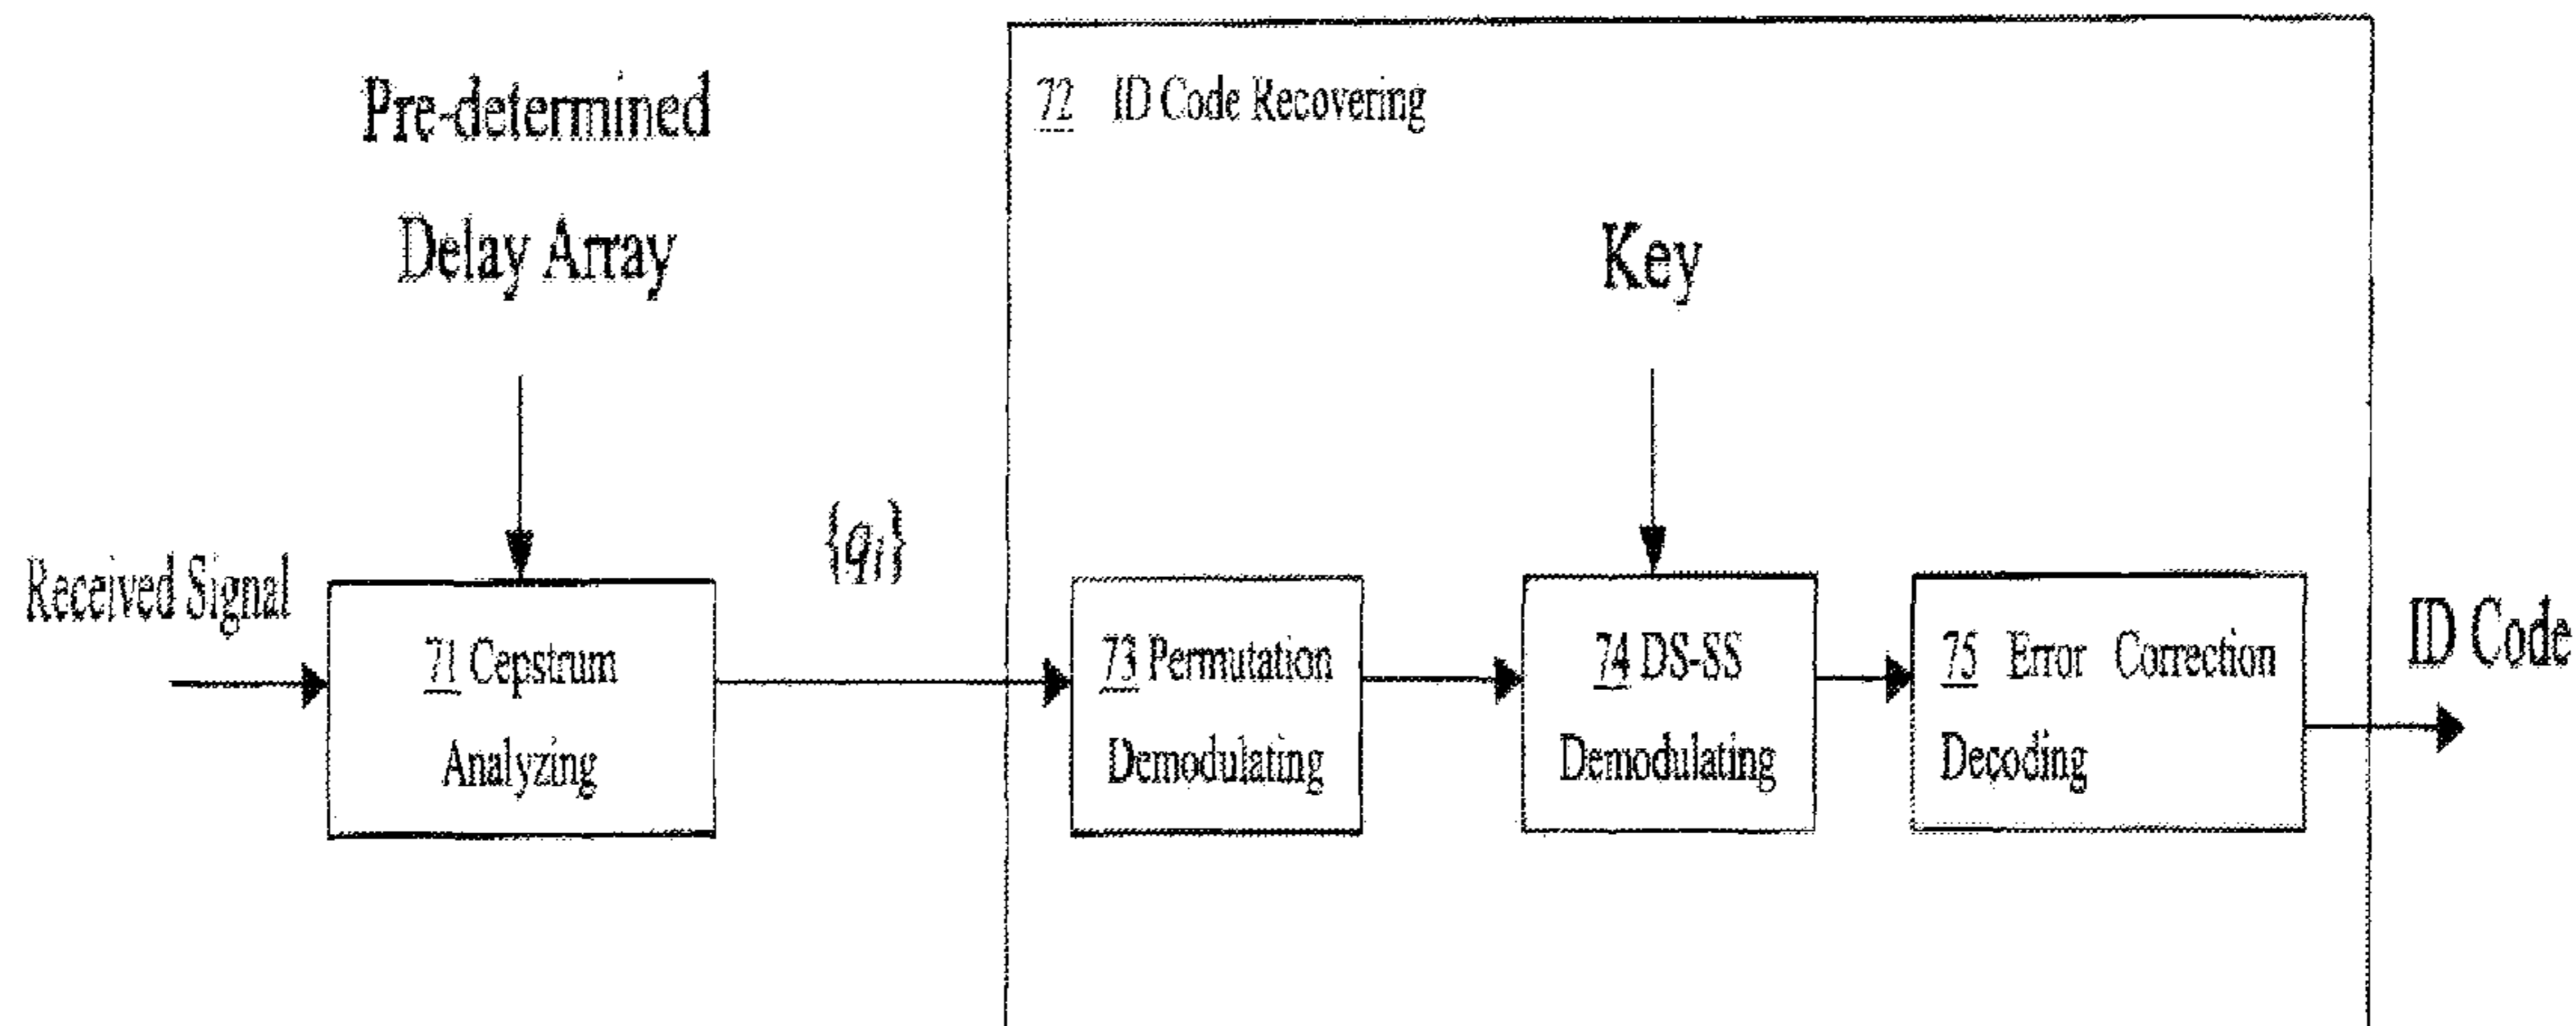 Pre-determined
Delay Array
72 ID Code Recovering
Key
{qi}
Received Signal
71 Cepstrum
Analyzing
73 Permutation
Demodulating
74 DS-SS
Demodulating
75 Error Correction
Decoding
ID Code